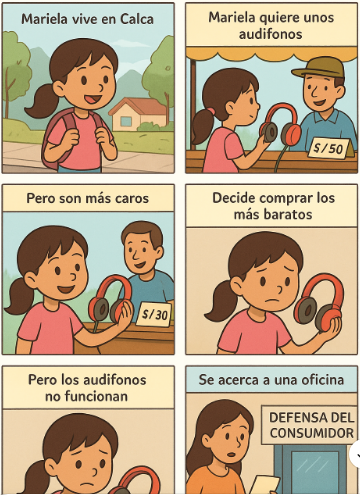 Mariela vive en Calca
Mariela quiere unos
audifonos
S/50
Pero son más caros
S/30
Decide comprar los
más baratos
Pero los audifonos
no funcionan
Se acerca a una oficina
DEFENSA DEL
CONSUMIDOR